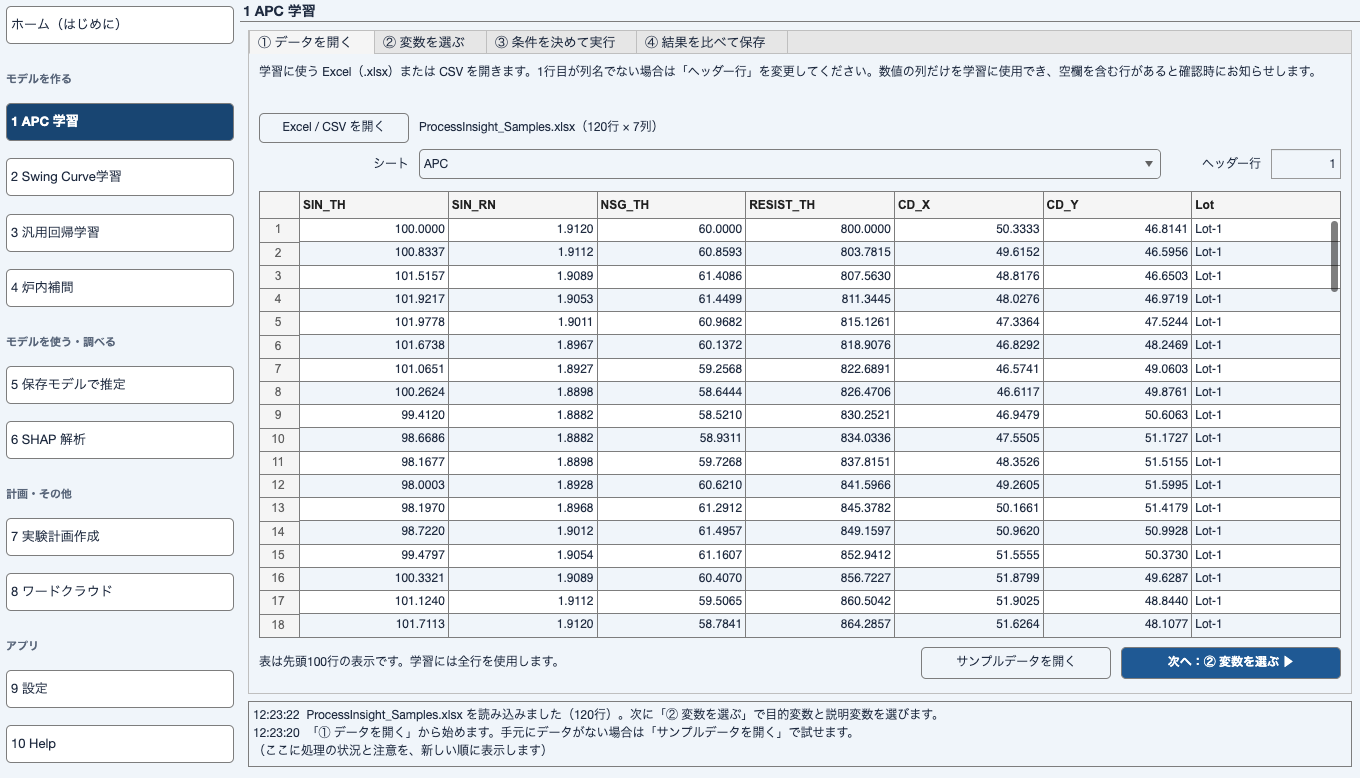 ホーム（はじめに）
モデルを作る
1 APC 学習
2 Swing Curve学習
3 汎用回帰学習
4 炉内補間
モデルを使う・調べる
5 保存モデルで推定
6 SHAP 解析
計画・その他
7 実験計画作成
8 ワードクラウド
アプリ
9 設定
10 Help
1 APC 学習
① データを開く ② 変数を選ぶ ③ 条件を決めて実行 ④ 結果を比べて保存
学習に使う Excel（.xlsx）または CSV を開きます。1行目が列名でない場合は「ヘッダー行」を変更してください。数値の列だけを学習に使用でき、空欄を含む行があると確認時にお知らせします。
Excel / CSV を開く ProcessInsight_Samples.xlsx（120行 × 7列）
シート APC ヘッダー行 1
SIN_TH SIN_RN NSG_TH RESIST_TH CD_X CD_Y Lot
1 100.0000 1.9120 60.0000 800.0000 50.3333 46.8141 Lot-1
2 100.8337 1.9112 60.8593 803.7815 49.6152 46.5956 Lot-1
3 101.5157 1.9089 61.4086 807.5630 48.8176 46.6503 Lot-1
4 101.9217 1.9053 61.4499 811.3445 48.0276 46.9719 Lot-1
5 101.9778 1.9011 60.9682 815.1261 47.3364 47.5244 Lot-1
6 101.6738 1.8967 60.1372 818.9076 46.8292 48.2469 Lot-1
7 101.0651 1.8927 59.2568 822.6891 46.5741 49.0603 Lot-1
8 100.2624 1.8898 58.6444 826.4706 46.6117 49.8761 Lot-1
9 99.4120 1.8882 58.5210 830.2521 46.9479 50.6063 Lot-1
10 98.6686 1.8882 58.9311 834.0336 47.5505 51.1727 Lot-1
11 98.1677 1.8898 59.7268 837.8151 48.3526 51.5155 Lot-1
12 98.0003 1.8928 60.6210 841.5966 49.2605 51.5995 Lot-1
13 98.1970 1.8968 61.2912 845.3782 50.1661 51.4179 Lot-1
14 98.7220 1.9012 61.4957 849.1597 50.9620 50.9928 Lot-1
15 99.4797 1.9054 61.1607 852.9412 51.5555 50.3730 Lot-1
16 100.3321 1.9089 60.4070 856.7227 51.8799 49.6287 Lot-1
17 101.1240 1.9112 59.5065 860.5042 51.9025 48.8440 Lot-1
18 101.7113 1.9120 58.7841 864.2857 51.6264 48.1077 Lot-1
表は先頭100行の表示です。学習には全行を使用します。 サンプルデータを開く 次へ：② 変数を選ぶ ▶
12:23:22 ProcessInsight_Samples.xlsx を読み込みました（120行）。次に「② 変数を選ぶ」で目的変数と説明変数を選びます。
12:23:20 「① データを開く」から始めます。手元にデータがない場合は「サンプルデータを開く」で試せます。
（ここに処理の状況と注意を、新しい順に表示します）